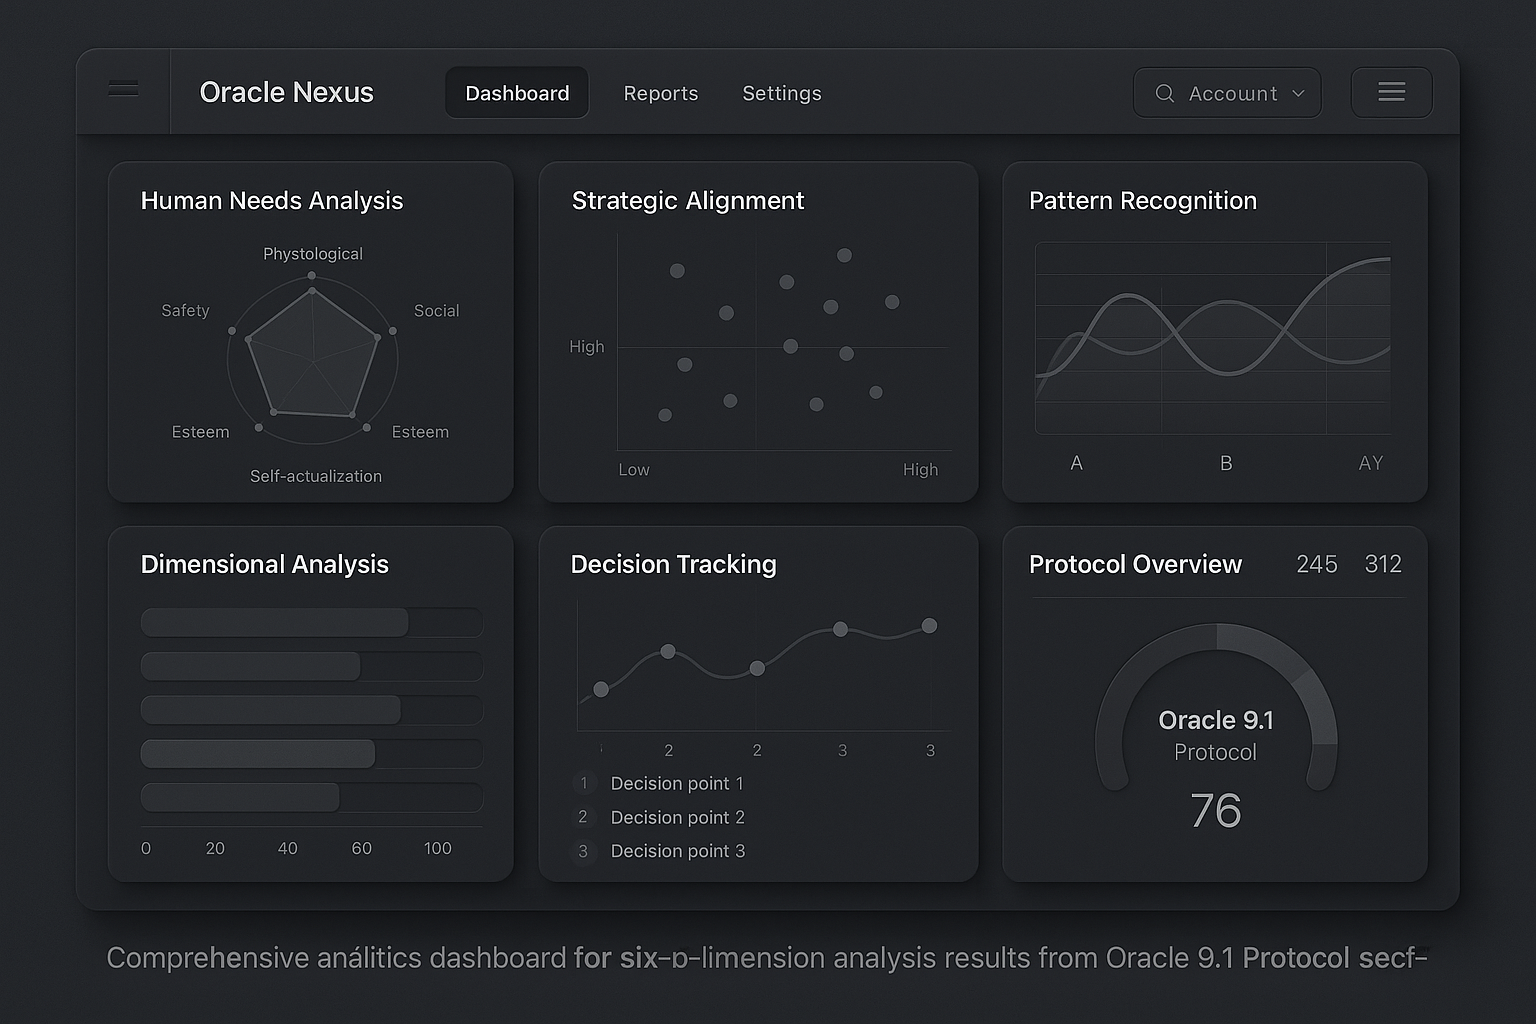 Oracle Nexus
Dashboard
Reports
Settings
Account
Human Needs Analysis
Phystological
Safety
Social
Esteem
Esteem
Self-actualization
Strategic Alignment
High
Low
High
Pattern Recognition
A
B
AY
Dimensional Analysis
0 20 40 60 100
Decision Tracking
2 2 3 3
1 Decision point 1
2 Decision point 2
3 Decision point 3
Protocol Overview 245 312
Oracle 9.1
Protocol
76
Comprehensive análitics dashboard for six-p-limension analysis results from Oracle 9.1 Protocol secf-